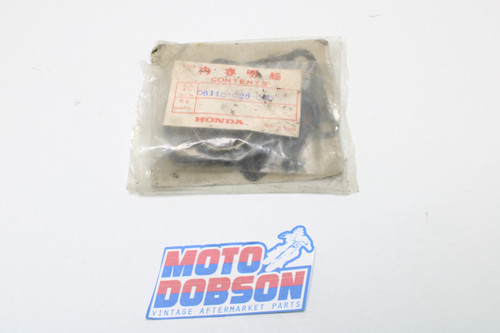 内容明細
CONTENTS
HONDA
MOTO
DOBSON
VINTAGE AFTERMARKET PARTS